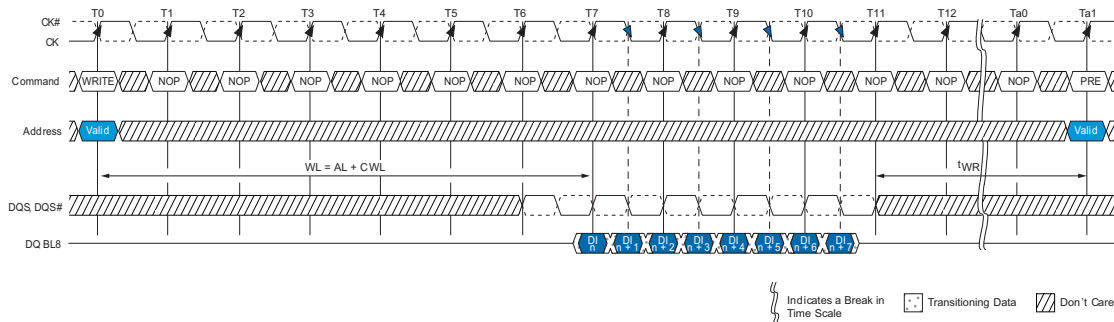 T0 T1 T2 T3 T4 T5 T6 T7 T8 T9 T10 T11 T12 Ta0 Ta1
CK#
CK
Command WRITE NOP NOP NOP NOP NOP NOP NOP NOP NOP NOP NOP NOP NOP PRE
Address Valid Valid
WL = AL + CWL tWR
DQS, DQS#
DQ BL8 DI n DI n + 1 DI n + 2 DI n + 3 DI n + 4 DI n + 5 DI n + 6 DI n + 7
Indicates a Break in Transitioning Data Don't Care
Time Scale